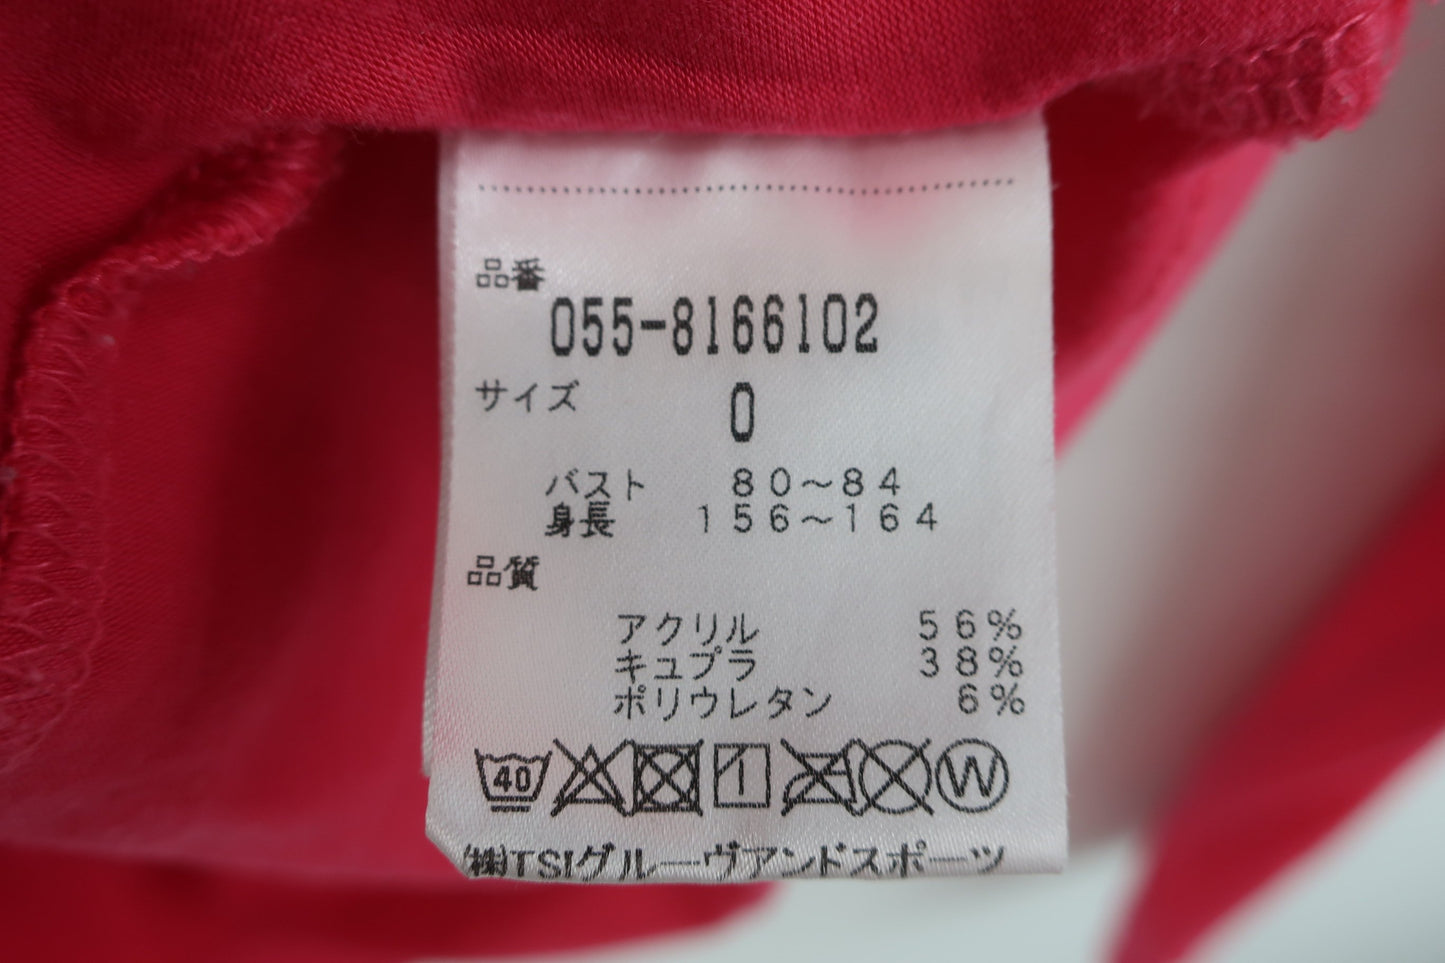 品番
055-8166102
サイズ 0
バスト 80～84
身長 156～164
品質
アクリル 56%
キュプラ 38%
ポリウレタン 6%
40 W
㈱TSIグルーヴアンドスポーツ